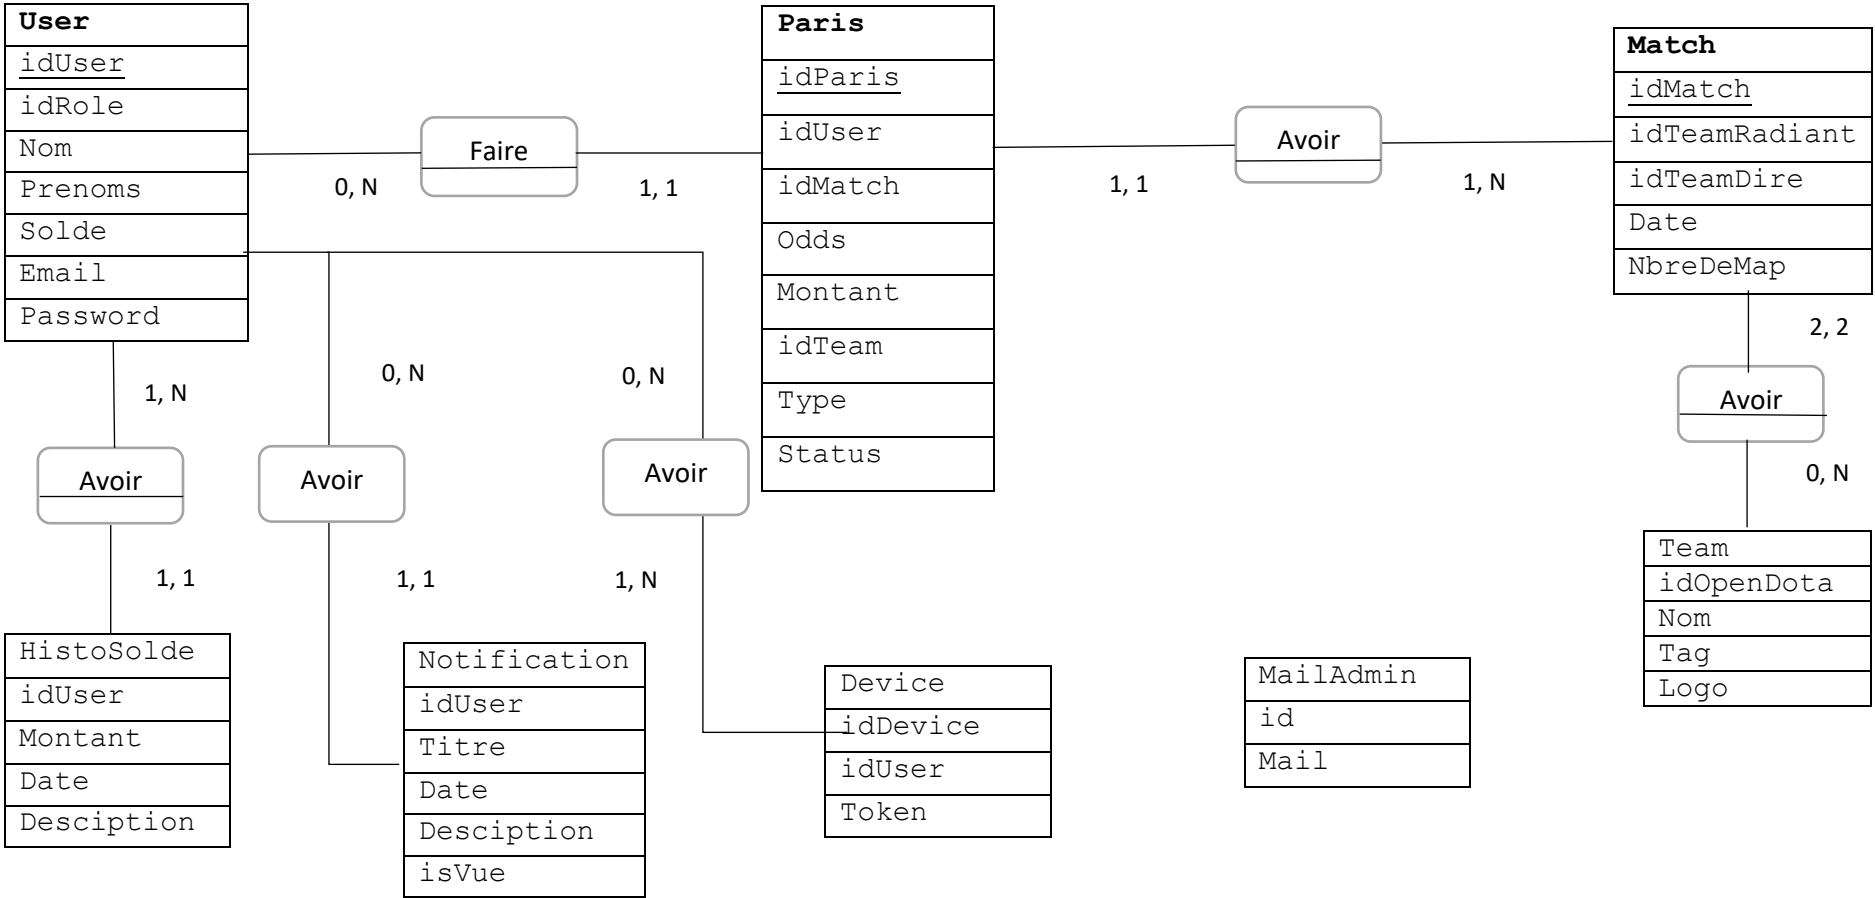 User
idUser
idRole
Nom
Prenoms
Solde
Email
Password
Faire
0, N
1, 1
Paris
idParis
idUser
idMatch
Odds
Montant
idTeam
Type
Status
Avoir
1, 1
1, N
Match
idMatch
idTeamRadiant
idTeamDire
Date
NbreDeMap
2, 2
Avoir
0, N
Team
idOpenDota
Nom
Tag
Logo
1, N
Avoir
1, 1
HistoSolde
idUser
Montant
Date
Desciption
0, N
Avoir
1, 1
Notification
idUser
Titre
Date
Desciption
isVue
0, N
Avoir
1, N
Device
idDevice
idUser
Token
MailAdmin
id
Mail